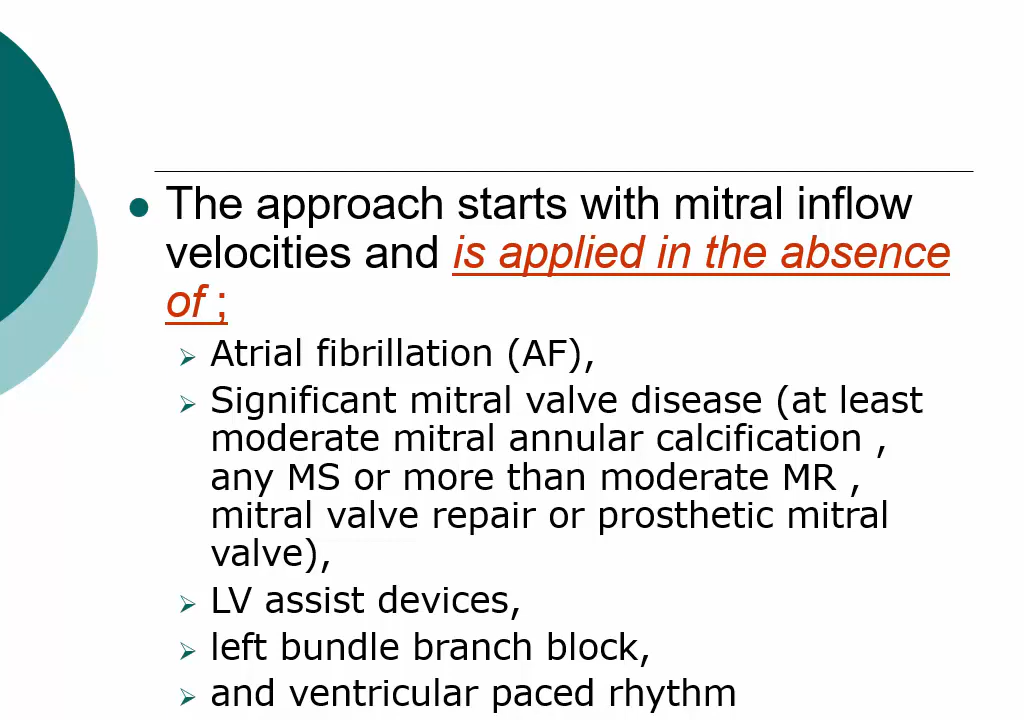 The approach starts with mitral inflow
velocities and is applied in the absence
of ;
Atrial fibrillation (AF),
Significant mitral valve disease (at least
moderate mitral annular calcification ,
any MS or more than moderate MR ,
mitral valve repair or prosthetic mitral
valve),
LV assist devices,
left bundle branch block,
and ventricular paced rhythm